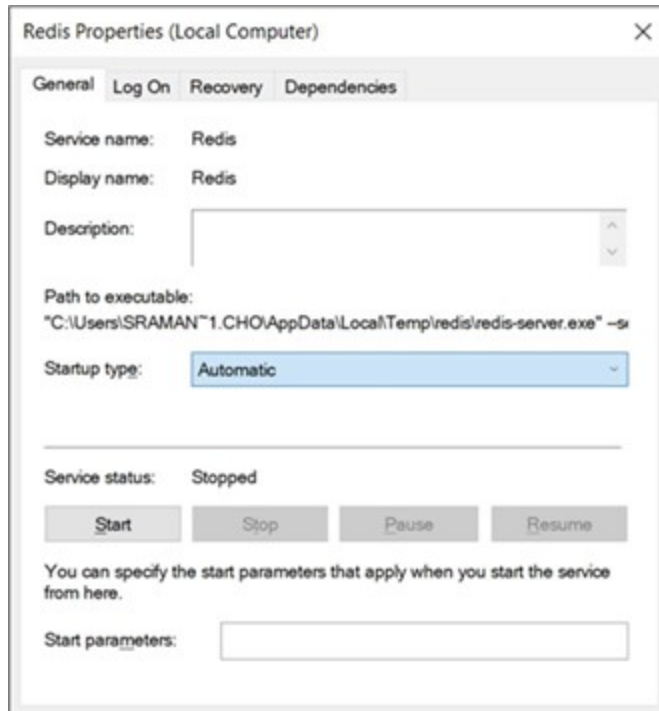 Redis Properties (Local Computer)
General Log On Recovery Dependencies
Service name: Redis
Display name: Redis
Description:
Path to executable:
"C:\Users\SRAMAN~1.CHO\AppData\Local\Temp\redis\redis-server.exe" --se
Startup type: Automatic
Service status: Stopped
Start Stop Pause Resume
You can specify the start parameters that apply when you start the service
from here.
Start parameters: